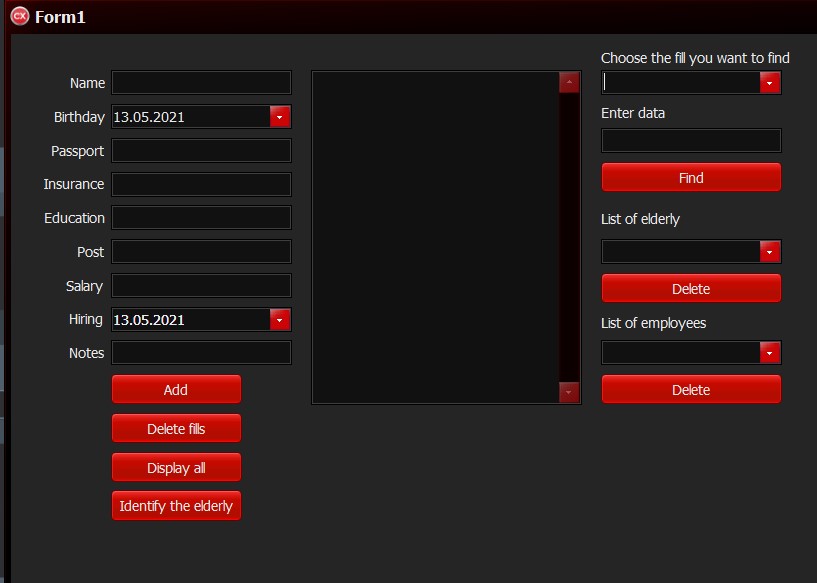 CX Form1
Name
Birthday 13.05.2021
Passport
Insurance
Education
Post
Salary
Hiring 13.05.2021
Notes
Add
Delete fills
Display all
Identify the elderly
Choose the fill you want to find
Enter data
Find
List of elderly
Delete
List of employees
Delete